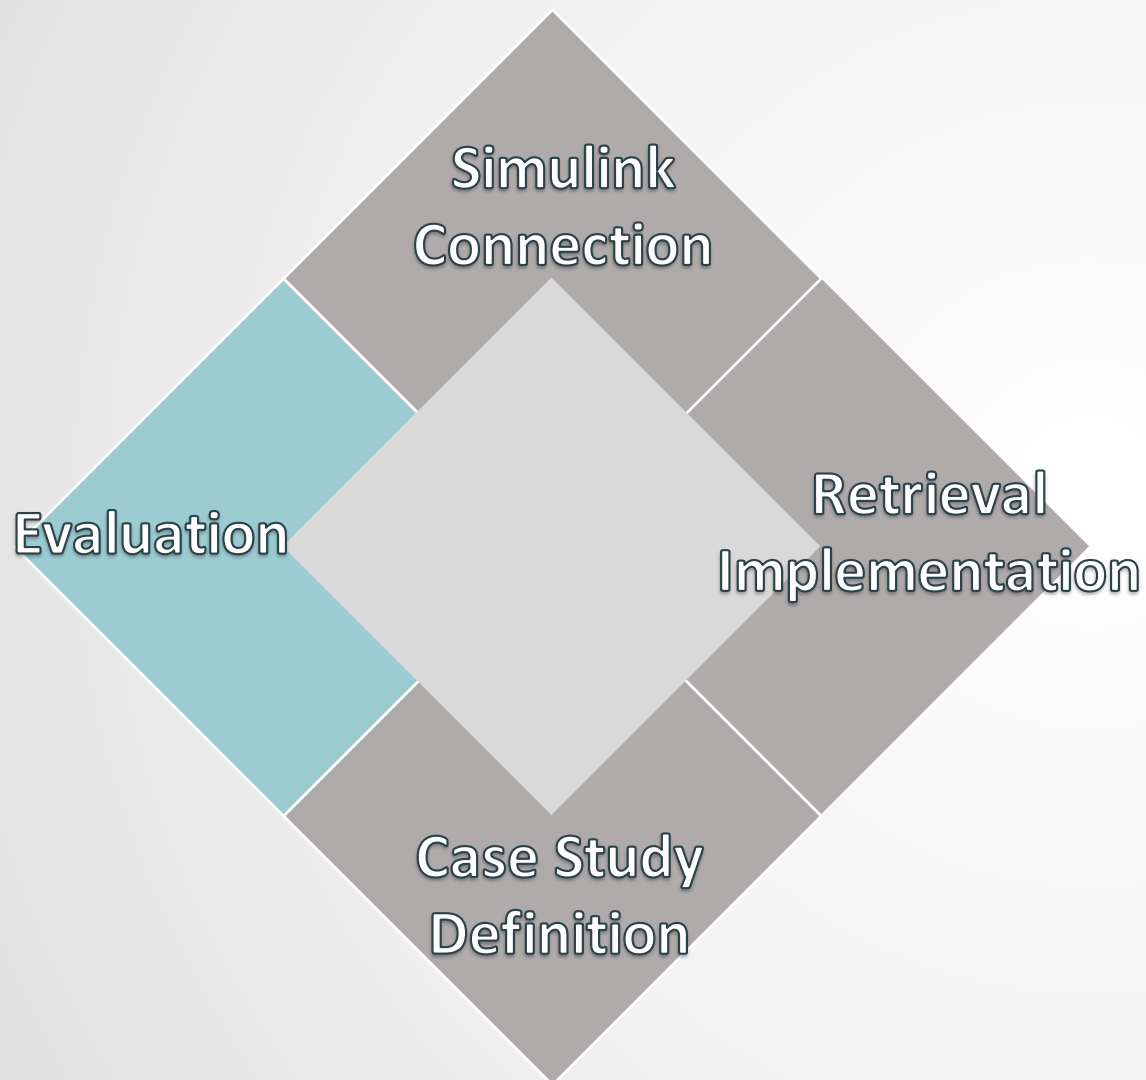 Simulink
Connection
Retrieval
Implementation
Evaluation
Case Study
Definition